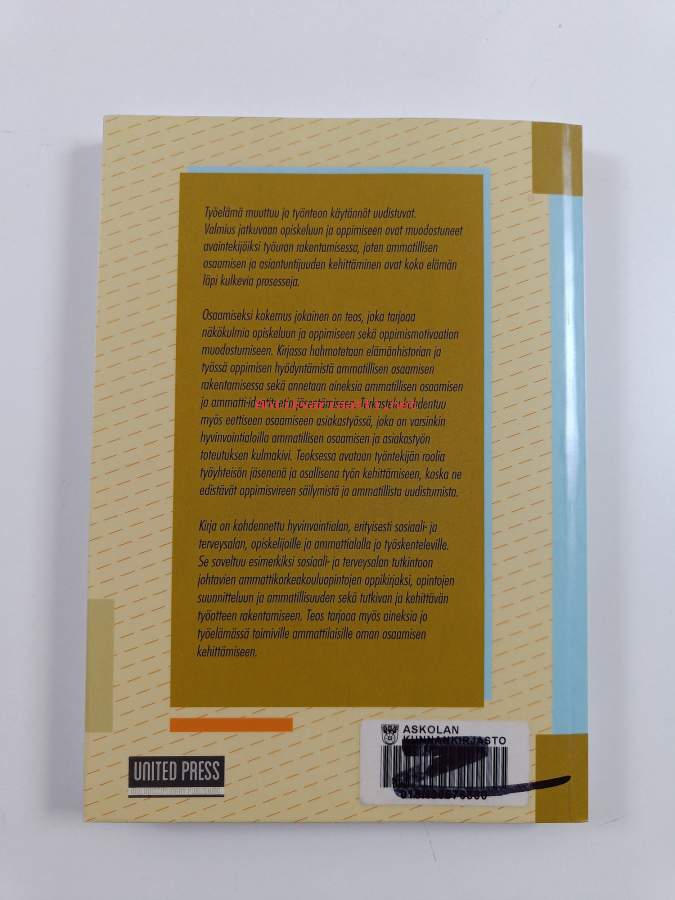 Työelämä muuttuu ja työnteon käytännöt uudistuvat.
Valmius jatkuvaan opiskeluun ja oppimiseen ovat muodostuneet
avaintekijöiksi työuran rakentamisessa, joten ammatillisen
osaamisen ja asiantuntijuuden kehittäminen ovat koko elämän
läpi kulkevia prosesseja.
Osaamiseksi kokemus jokainen on teos, joka tarjoaa
näkökulmia opiskeluun ja oppimiseen sekä oppimismotivaation
muodostumiseen. Kirjassa hahmotetaan elämänhistorian ja
työssä oppimisen hyödyntämistä ammatillisen osaamisen
rakentamisessa sekä annetaan aineksia ammatillisen osaamisen
ja
myös eettiseen osaamiseen asiakastyössä, joka on varsinkin
hyvinvointialoilla ammatillisen osaamisen ja asiakastyön
toteutuksen kulmakivi. Teoksessa avataan työntekijän roolia
työyhteisön jäsenenä ja osallisena työn kehittämiseen, koska ne
edistävät oppimisvireen säilymistä ja ammatillista uudistumista.
Kirja on kohdennettu hyvinvointialan, erityisesti sosiaali- ja
terveysalan, opiskelijoille ja ammattialalla jo työskenteleville.
Se soveltuu esimerkiksi sosiaali- ja terveysalan tutkintoon
johtavien ammattikorkeakouluopintojen oppikirjaksi, opintojen
suunnitteluun ja ammatillisuuden sekä tutkivan ja kehittävän
työotteen rakentamiseen. Teos tarjoaa myös aineksia jo
työelämässä toimiville ammattilaisille oman osaamisen
kehittämiseen.
ASKOLAN
KUNNANKIRJASTO
UNITED PRESS